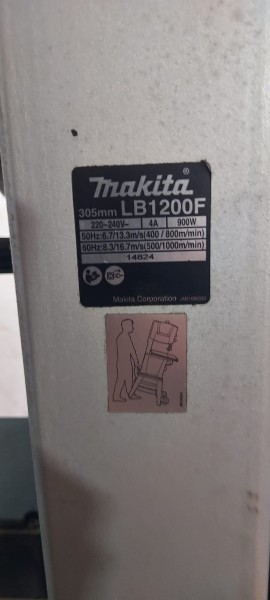 makita®
305mm LB1200F
220-240V~ 4A 900W
50Hz:6.7/13.3m/s(400/800m/min)
60Hz:8.3/16.7m/s(500/1000m/min)
14824
Makita Corporation